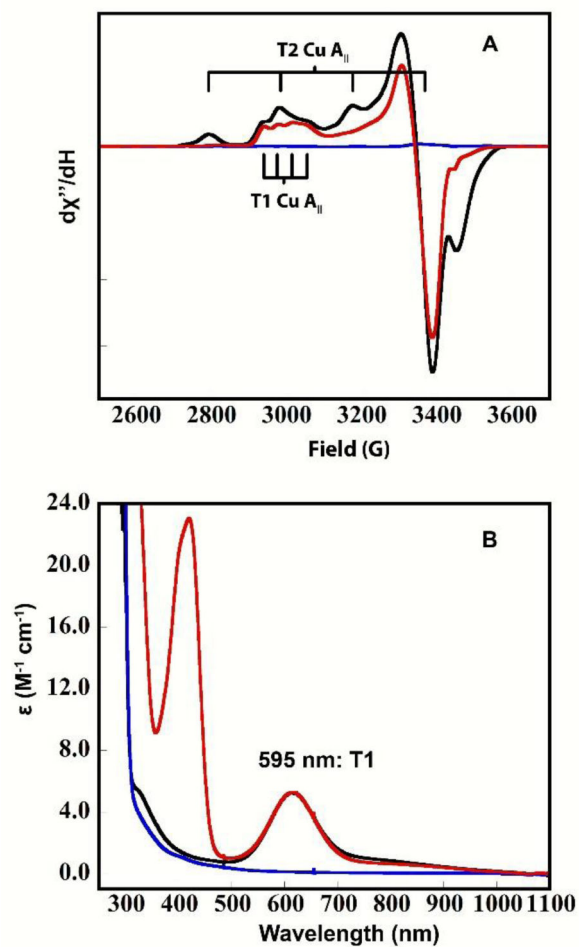 T2 Cu A||
A
T1 Cu A||
dχ''/dH
2600 2800 3000 3200 3400 3600
Field (G)
24.0
B
20.0
16.0
ε (M⁻¹ cm⁻¹)
12.0
595 nm: T1
8.0
4.0
0.0
300 400 500 600 700 800 900 1000 1100
Wavelength (nm)